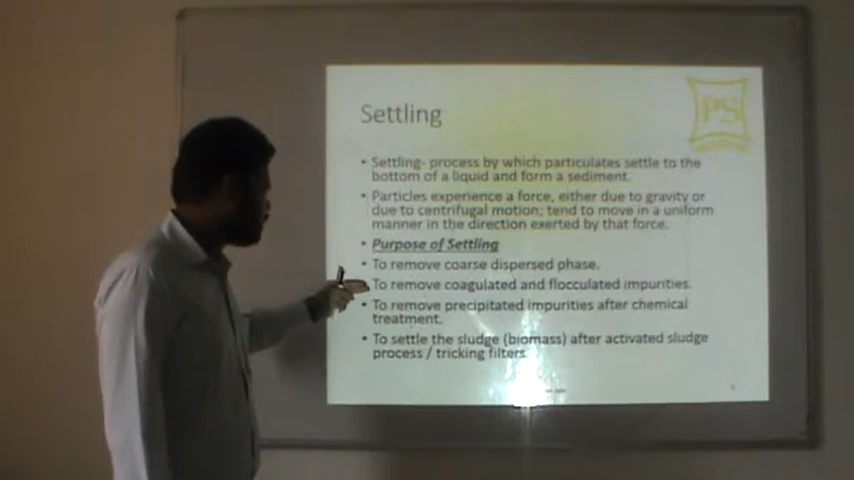 PS
Settling
• Settling- process by which particulates settle to the
bottom of a liquid and form a sediment.
• Particles experience a force, either due to gravity or
due to centrifugal motion; tend to move in a uniform
manner in the direction exerted by that force.
• Purpose of Settling
• To remove coarse dispersed phase.
• To remove coagulated and flocculated impurities.
• To remove precipitated impurities after chemical
treatment.
• To settle the sludge (biomass) after activated sludge
process / tricking filters